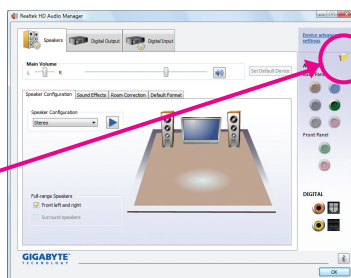 Realtek HD Audio Manager
Speakers
Digital Output
Digital Input
Device advanced settings
Main Volume
L
R
Set Default Device
Speaker Configuration
Sound Effects
Room Correction
Default Format
Speaker Configuration
Stereo
Full-range Speakers
Front left and right
Surround speakers
Front Panel
DIGITAL
GIGABYTE
TECHNOLOGY
i
OK